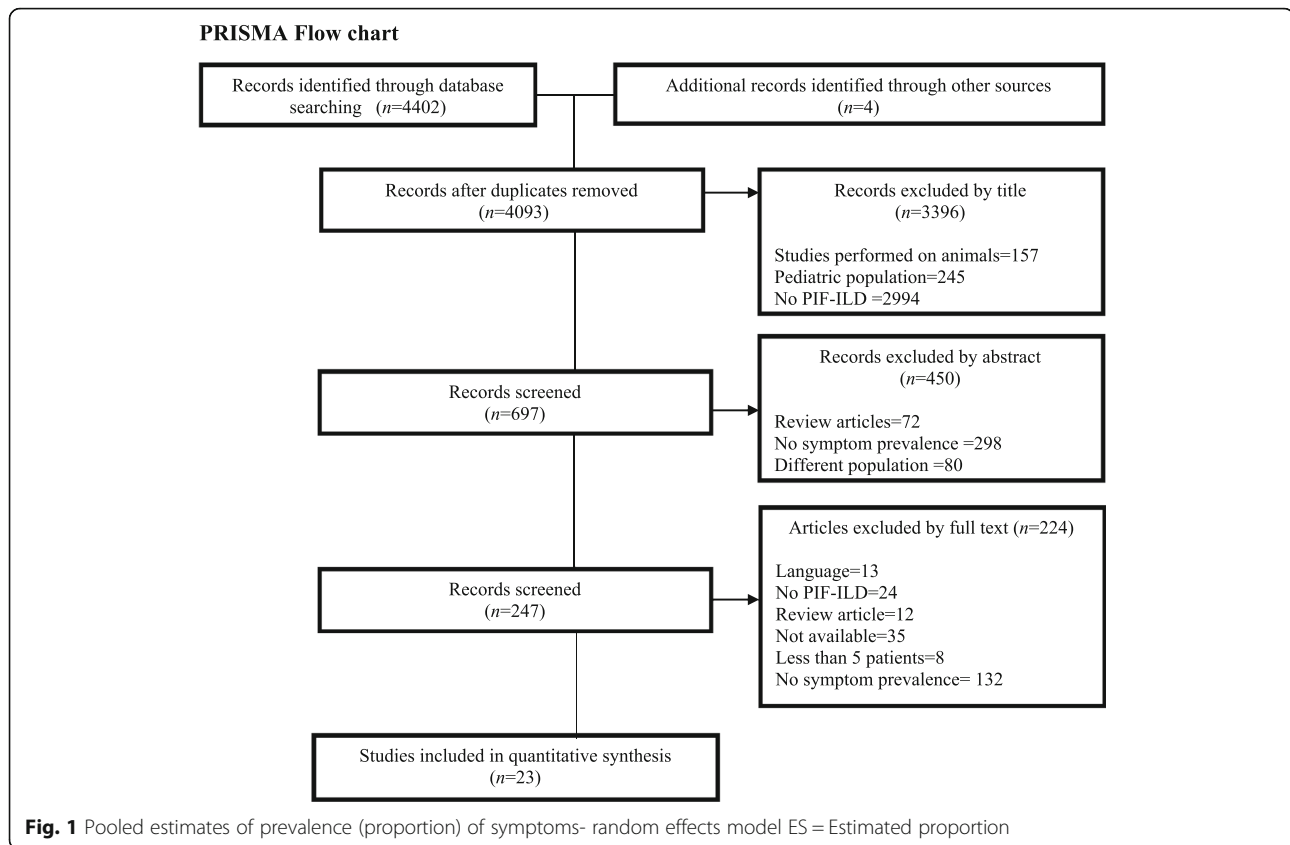 PRISMA Flow chart
Records identified through database
searching (n=4402)
Additional records identified through other sources
(n=4)
Records after duplicates removed
(n=4093)
Records excluded by title
(n=3396)
Studies performed on animals=157
Pediatric population=245
No PIF-ILD =2994
Records screened
(n=697)
Records excluded by abstract
(n=450)
Review articles=72
No symptom prevalence =298
Different population =80
Records screened
(n=247)
Articles excluded by full text (n=224)
Language=13
No PIF-ILD=24
Review article=12
Not available=35
Less than 5 patients=8
No symptom prevalence= 132
Studies included in quantitative synthesis
(n=23)
Fig. 1 Pooled estimates of prevalence (proportion) of symptoms- random effects model ES = Estimated proportion